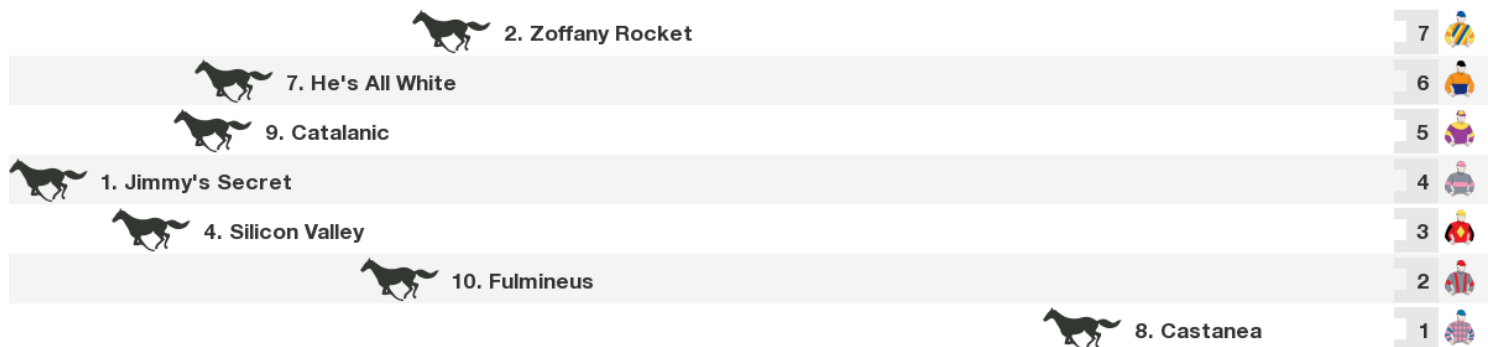 2. Zoffany Rocket 7
7. He's All White 6
9. Catalanic 5
1. Jimmy's Secret 4
4. Silicon Valley 3
10. Fulmineus 2
8. Castanea 1